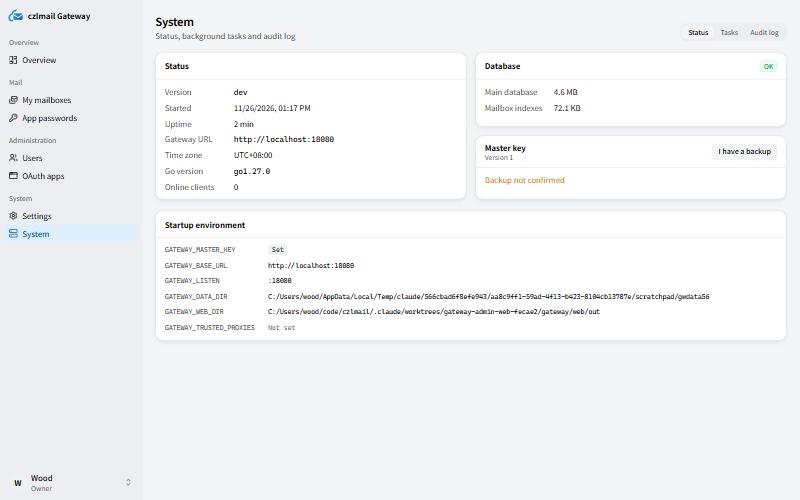 czlmail Gateway
Overview
Overview
Mail
My mailboxes
App passwords
Administration
Users
OAuth apps
System
Settings
System
W
Wood
Owner
System
Status, background tasks and audit log
Status
Tasks
Audit log
Status
Version dev
Started 11/26/2026, 01:17 PM
Uptime 2 min
Gateway URL http://localhost:18080
Time zone UTC+08:00
Go version go1.27.0
Online clients 0
Database
OK
Main database 4.6 MB
Mailbox indexes 72.1 KB
Master key
Version 1
I have a backup
Backup not confirmed
Startup environment
GATEWAY_MASTER_KEY Set
GATEWAY_BASE_URL http://localhost:18080
GATEWAY_LISTEN :18080
GATEWAY_DATA_DIR C:/Users/wood/AppData/Local/Temp/claude/566cbad6f8efe943/aa8c9ff1-59ad-4f13-b423-8104cb13787e/scratchpad/gwdata56
GATEWAY_WEB_DIR C:/Users/wood/code/czlmail/.claude/worktrees/gateway-admin-web-fecae2/gateway/web/out
GATEWAY_TRUSTED_PROXIES Not set